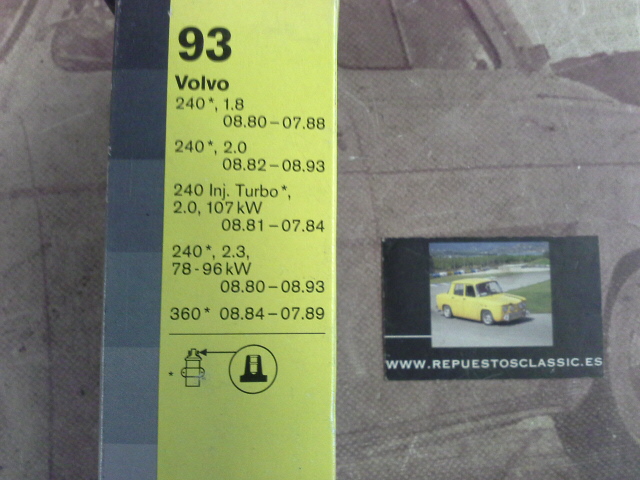 93
Volvo
240*, 1.8
08.80–07.88
240*, 2.0
08.82–08.93
240 Inj. Turbo*,
2.0, 107 kW
08.81–07.84
240*, 2.3,
78-96 kW
08.80–08.93
360* 08.84–07.89
*
WWW.REPUESTOSCLASSIC.ES